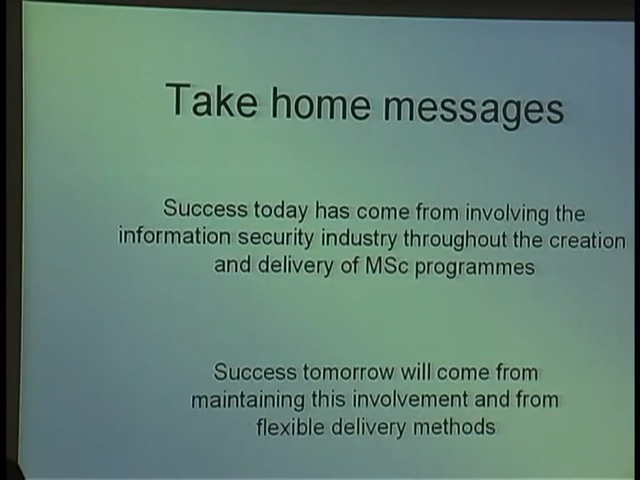 Take home messages
Success today has come from involving the
information security industry throughout the creation
and delivery of MSc programmes
Success tomorrow will come from
maintaining this involvement and from
flexible delivery methods